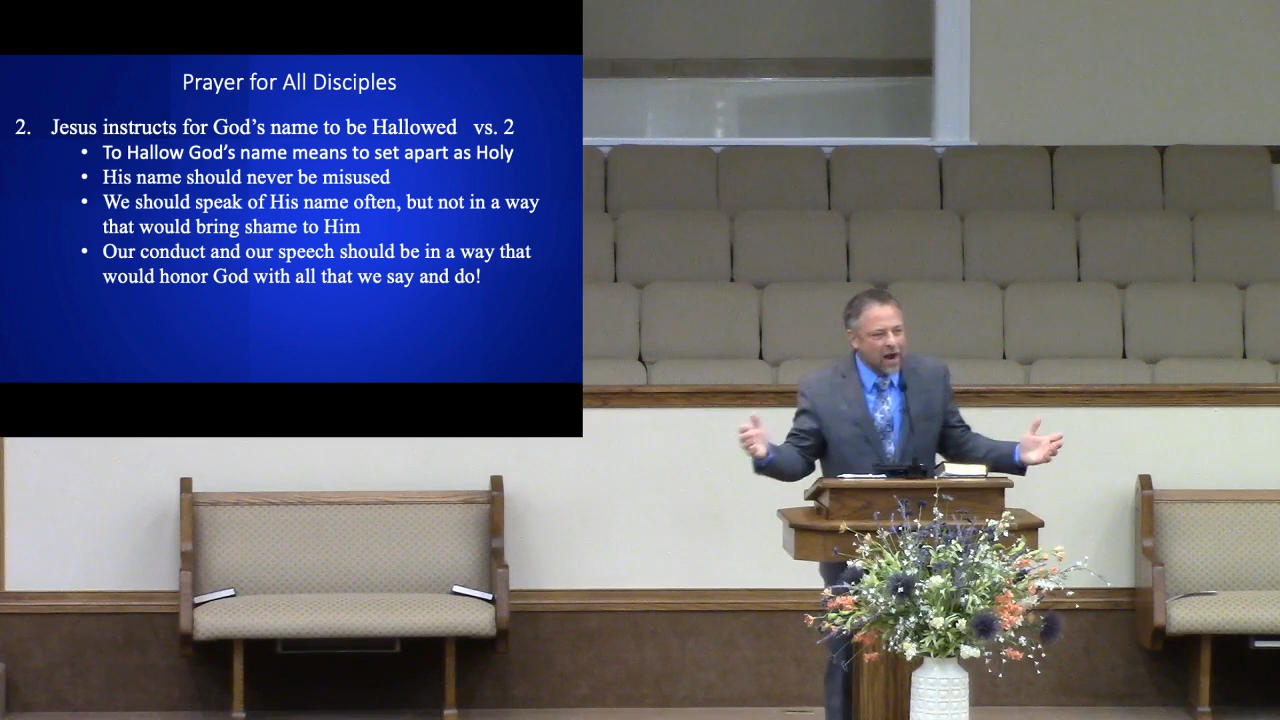 Prayer for All Disciples
2. Jesus instructs for God's name to be Hallowed vs. 2
• To Hallow God's name means to set apart as Holy
• His name should never be misused
• We should speak of His name often, but not in a way
that would bring shame to Him
• Our conduct and our speech should be in a way that
would honor God with all that we say and do!